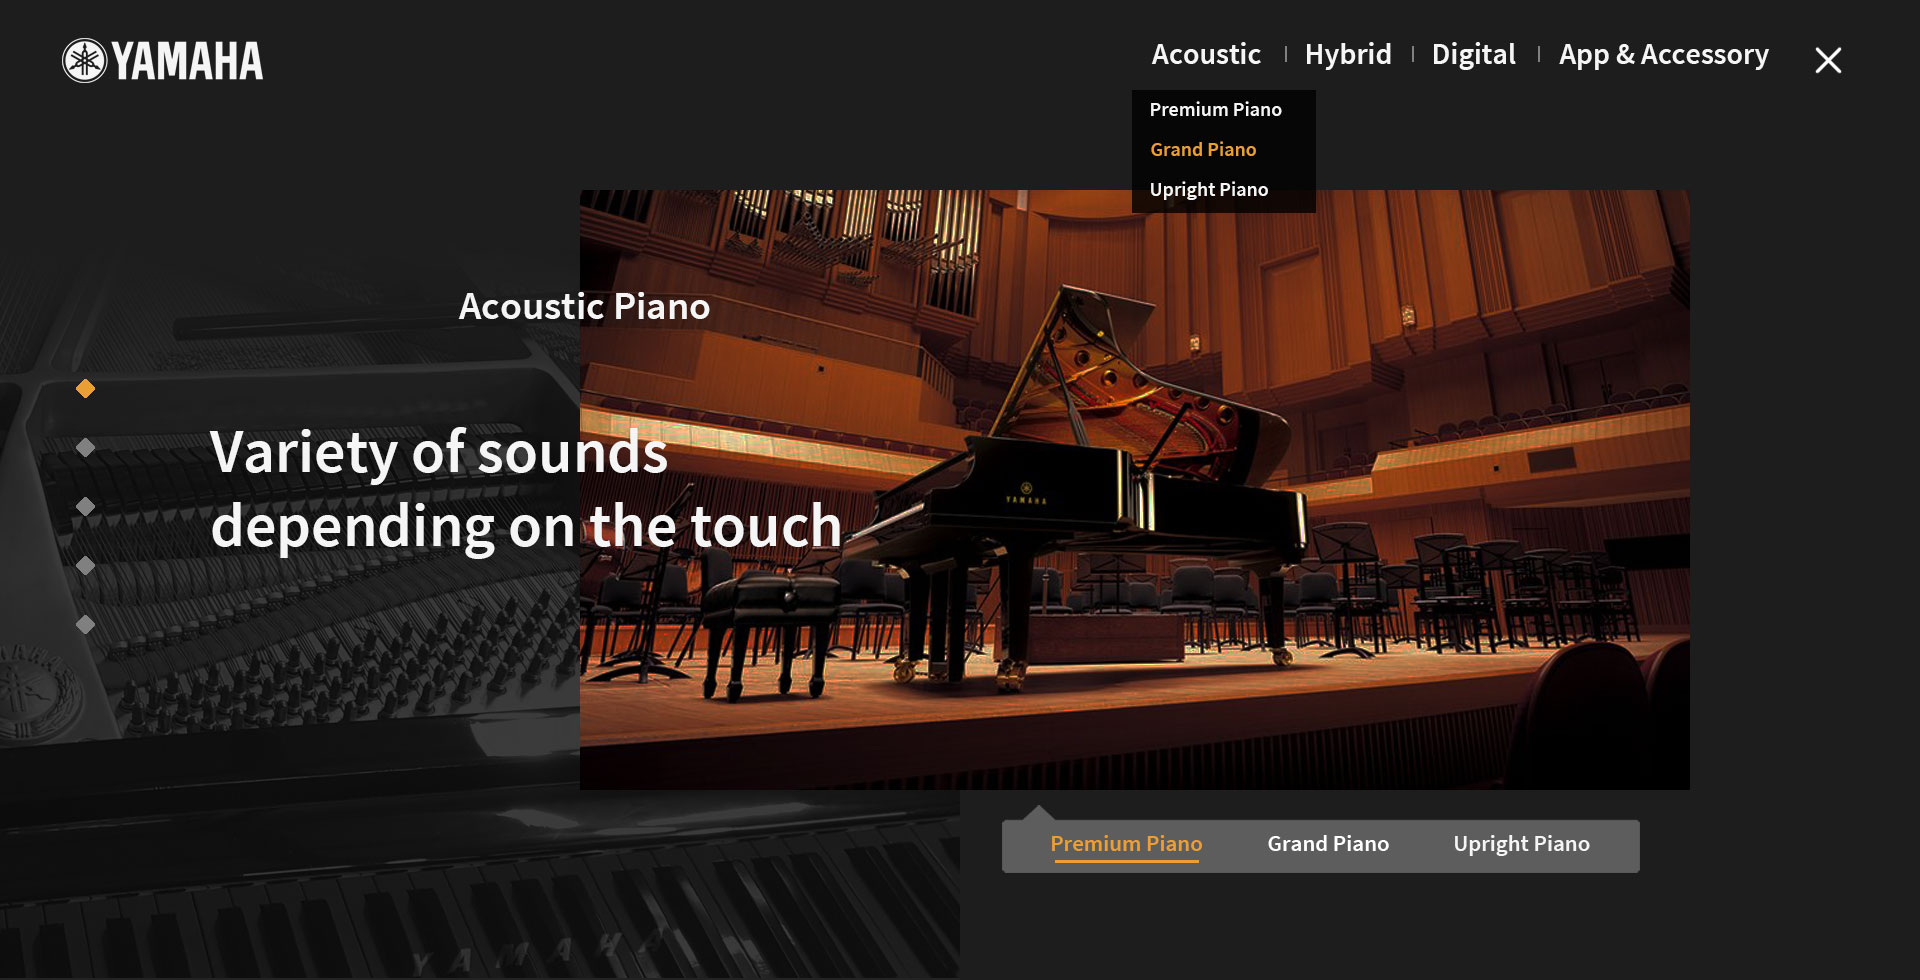 YAMAHA
Acoustic | Hybrid | Digital | App & Accessory
Premium Piano
Grand Piano
Upright Piano
Acoustic Piano
Variety of sounds
depending on the touch
YAMAHA
Premium Piano Grand Piano Upright Piano
YAMAHA